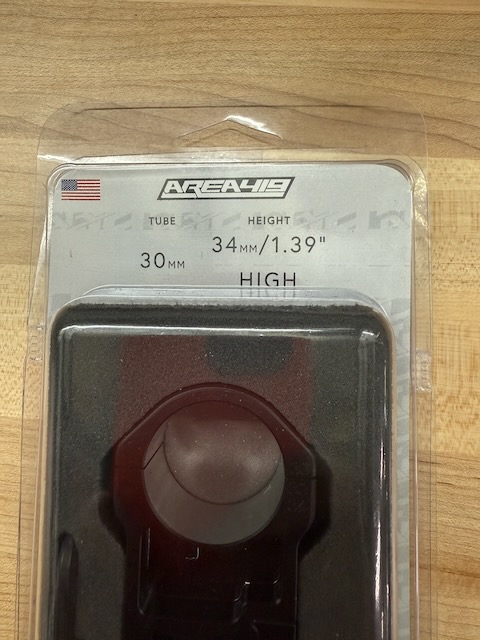 AREA419
TUBE HEIGHT
30MM 34MM/1.39"
HIGH